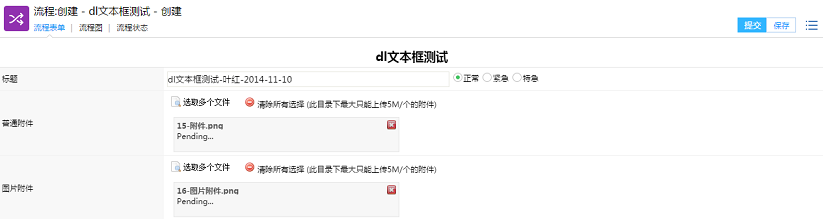 流程:创建 - dl文本框测试 - 创建
流程表单 | 流程图 | 流程状态
提交 保存
dl文本框测试
标题 dl文本框测试-叶红-2014-11-10 正常 紧急 特急
普通附件
选取多个文件 清除所有选择 (此目录下最大只能上传5M/个的附件)
15-附件.png
Pending...
图片附件
选取多个文件 清除所有选择 (此目录下最大只能上传5M/个的附件)
16-图片附件.png
Pending...